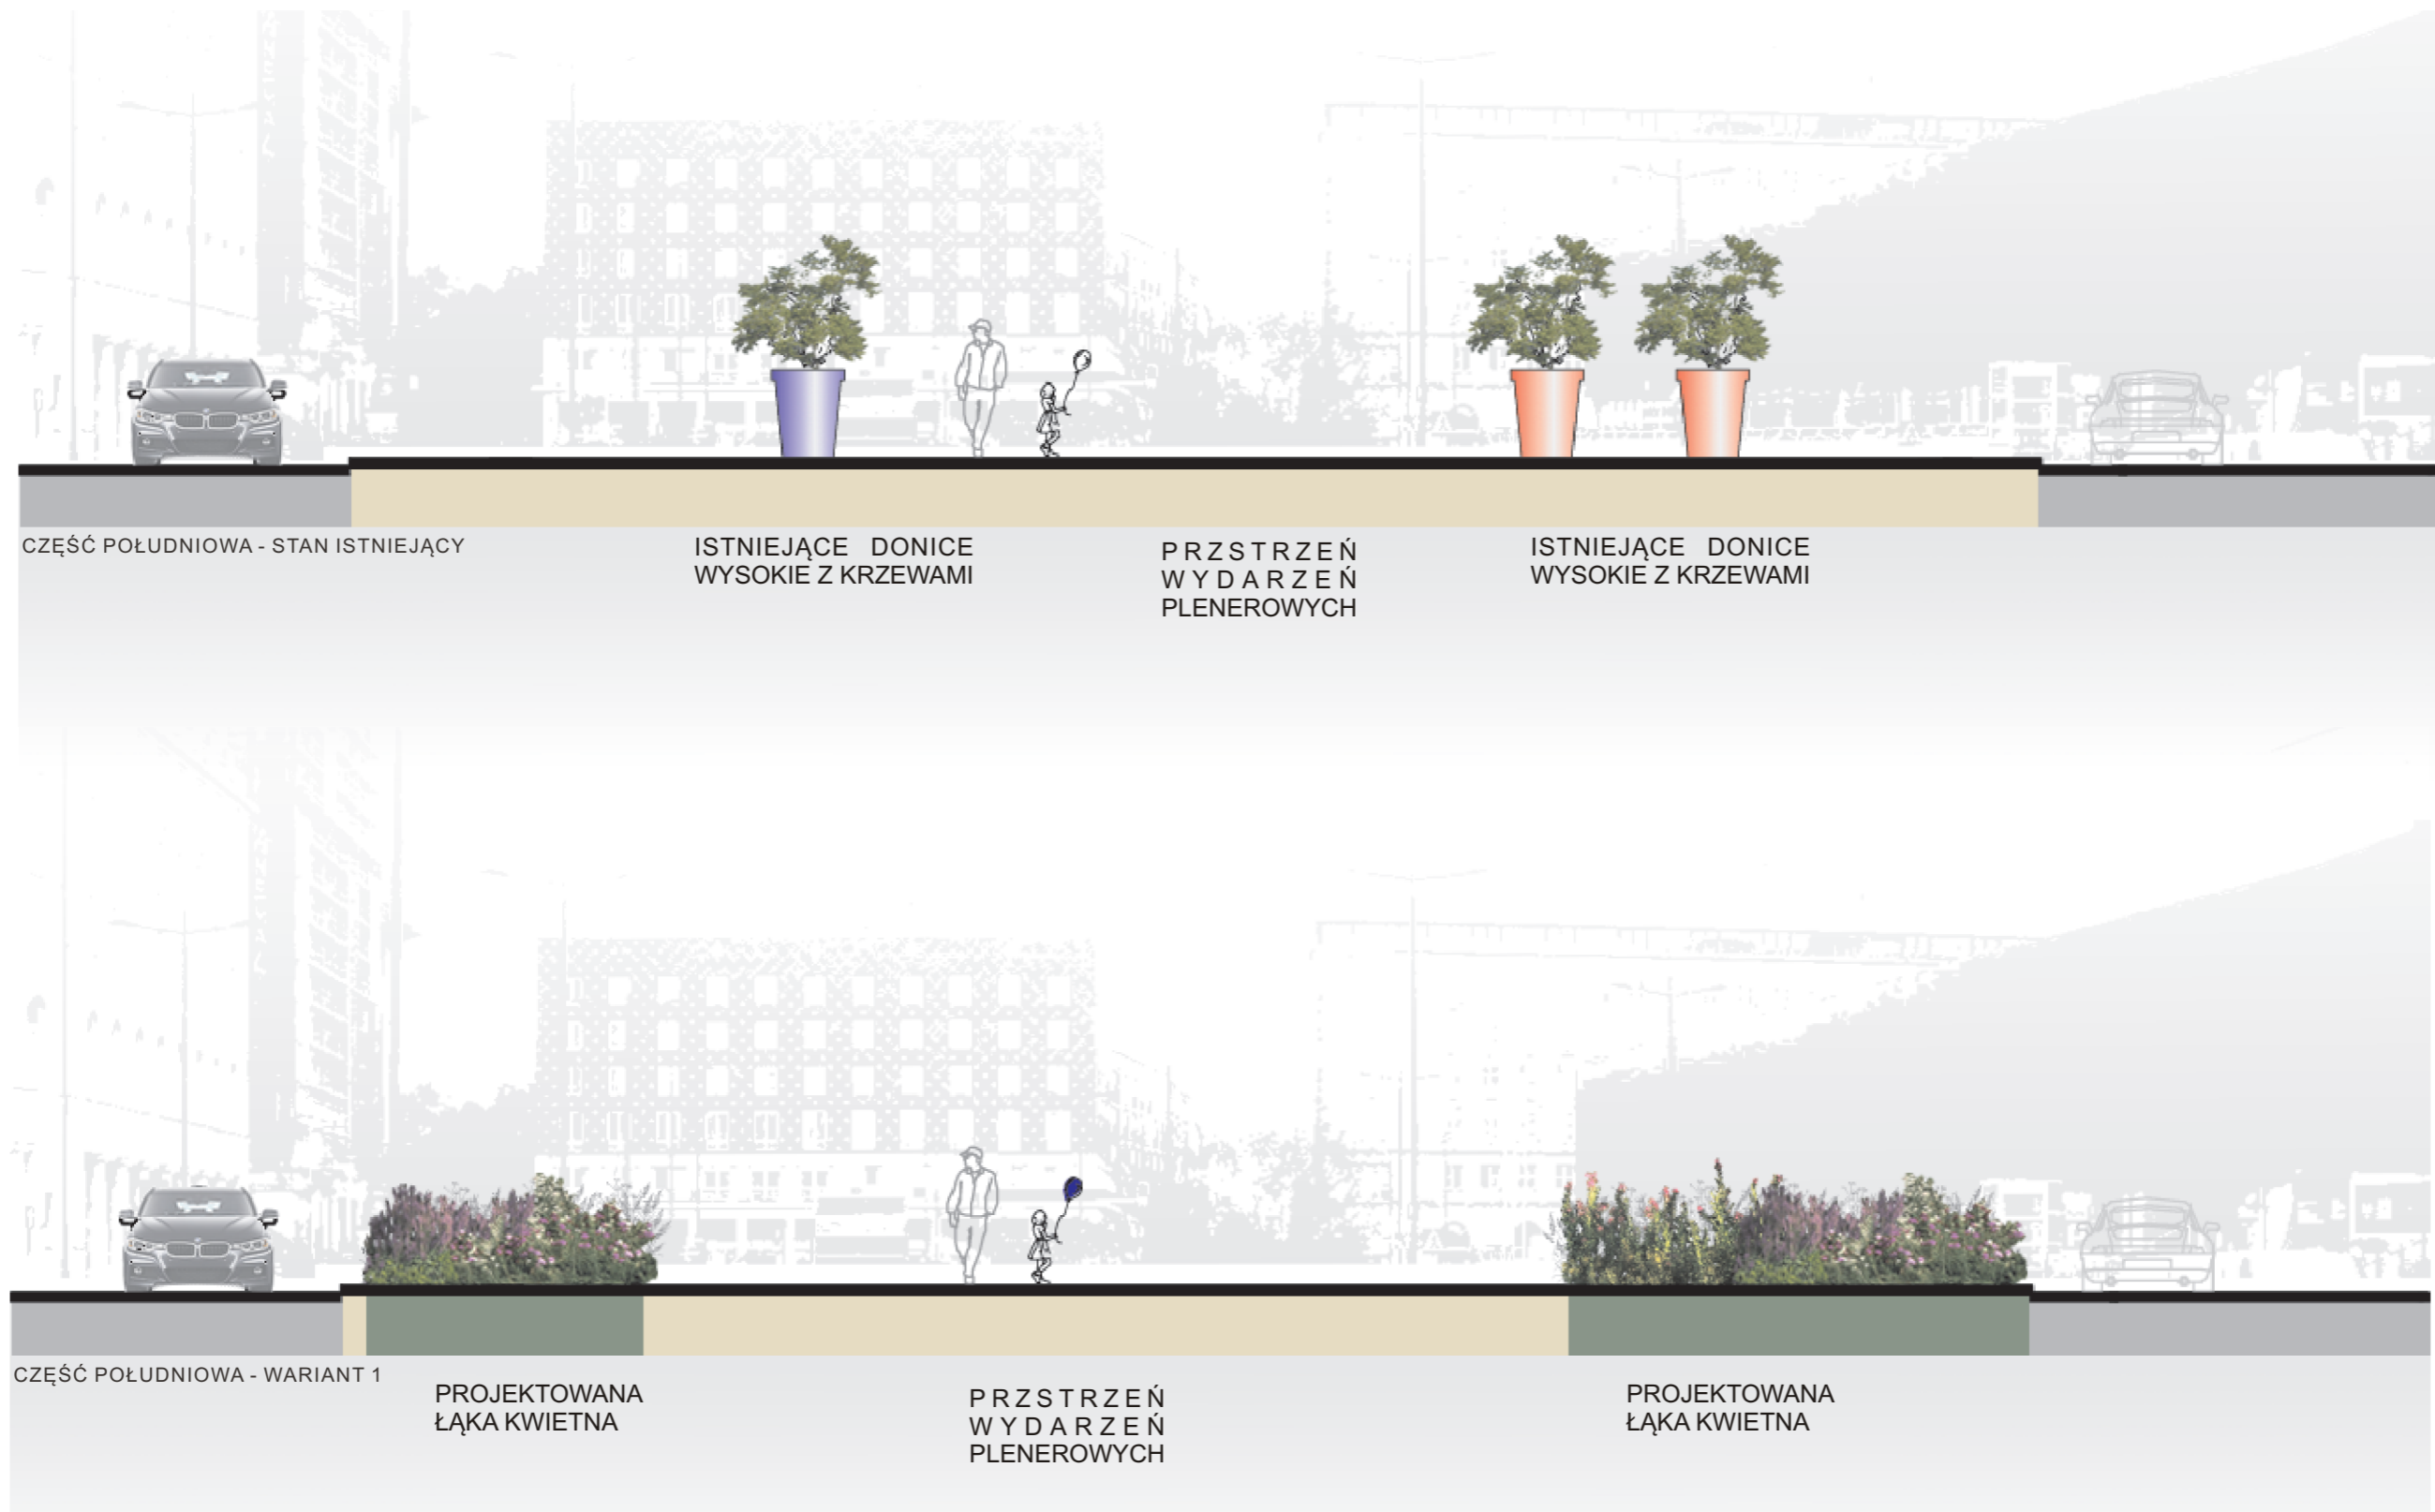 CZĘŚĆ POŁUDNIOWA - STAN ISTNIEJĄCY
ISTNIEJĄCE DONICE
WYSOKIE Z KRZEWAMI
PRZSTRZEŃ
WYDARZEŃ
PLENEROWYCH
ISTNIEJĄCE DONICE
WYSOKIE Z KRZEWAMI
CZĘŚĆ POŁUDNIOWA - WARIANT 1
PROJEKTOWANA
ŁĄKA KWIETNA
PRZSTRZEŃ
WYDARZEŃ
PLENEROWYCH
PROJEKTOWANA
ŁĄKA KWIETNA